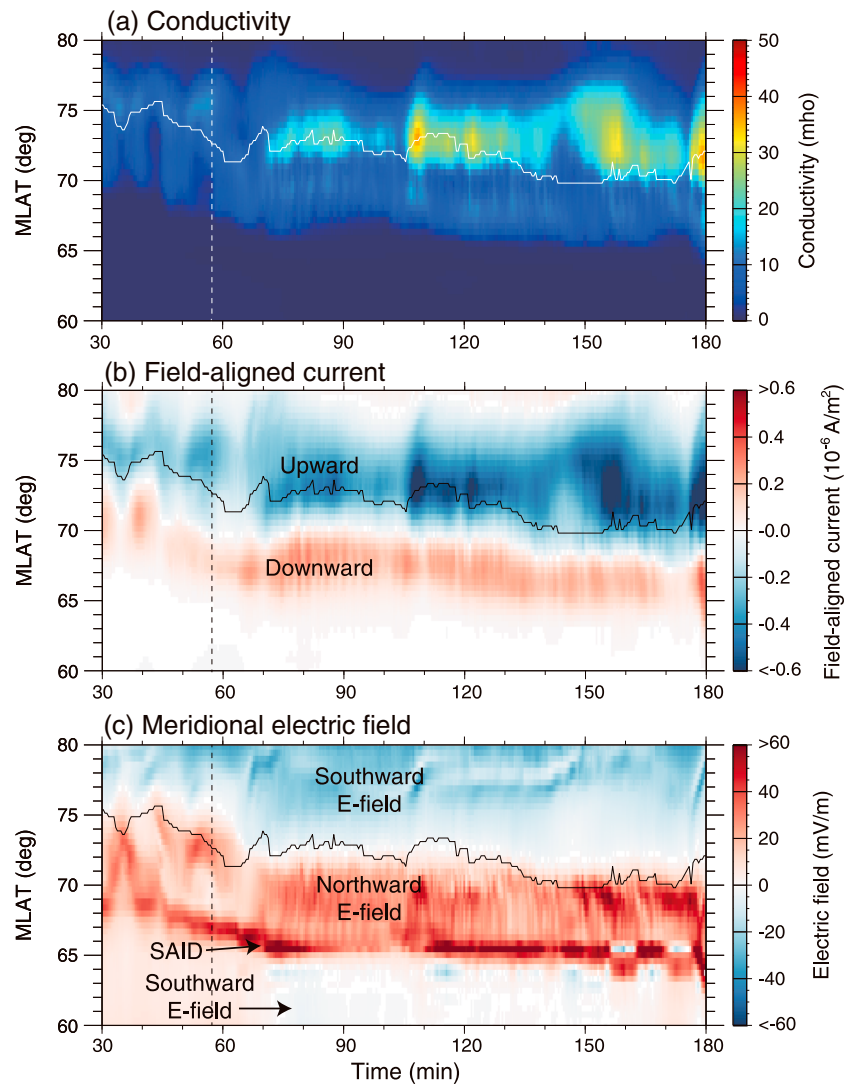 (a) Conductivity
80
75
70
65
60
MLAT (deg)
30 60 90 120 150 180
50
40
30
20
10
0
Conductivity (mho)
(b) Field-aligned current
80
75
70
65
60
MLAT (deg)
Upward
Downward
30 60 90 120 150 180
>0.6
0.4
0.2
-0.0
-0.2
-0.4
<-0.6
Field-aligned current (10⁻⁶ A/m²)
(c) Meridional electric field
80
75
70
65
60
MLAT (deg)
Southward
E-field
Northward
E-field
SAID
Southward
E-field
30 60 90 120 150 180
Time (min)
>60
40
20
0
-20
-40
<-60
Electric field (mV/m)